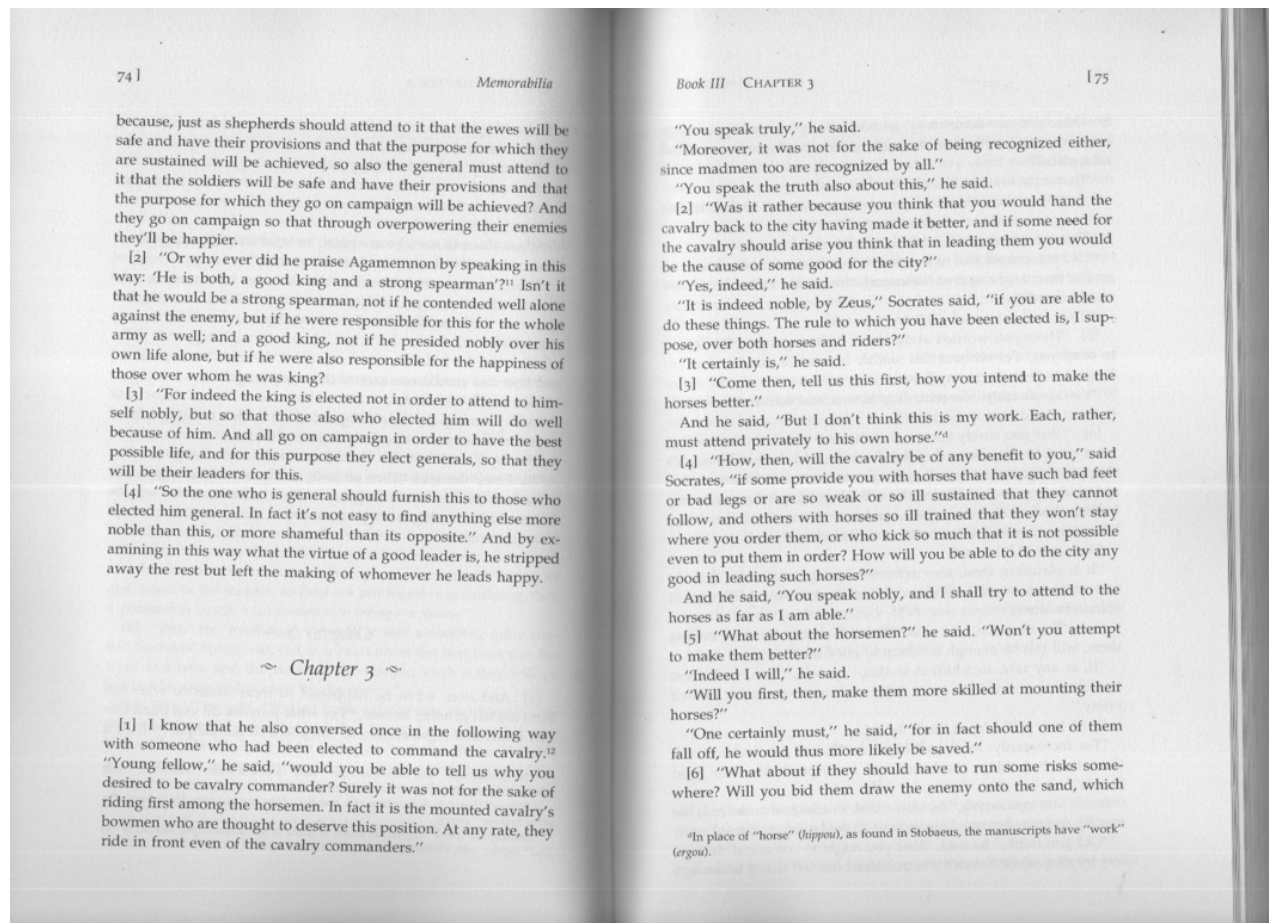 74]
Memorabilia
because, just as shepherds should attend to it that the ewes will be
safe and have their provisions and that the purpose for which they
are sustained will be achieved, so also the general must attend to
it that the soldiers will be safe and have their provisions and that
the purpose for which they go on campaign will be achieved? And
they go on campaign so that through overpowering their enemies
they'll be happier.
[2] "Or why ever did he praise Agamemnon by speaking in this
way: 'He is both, a good king and a strong spearman'?11 Isn't it
that he would be a strong spearman, not if he contended well alone
against the enemy, but if he were responsible for this for the whole
army as well; and a good king, not if he presided nobly over his
own life alone, but if he were also responsible for the happiness of
those over whom he was king?
[3] "For indeed the king is elected not in order to attend to him-
self nobly, but so that those also who elected him will do well
because of him. And all go on campaign in order to have the best
possible life, and for this purpose they elect generals, so that they
will be their leaders for this.
[4] "So the one who is general should furnish this to those who
elected him general. In fact it's not easy to find anything else more
noble than this, or more shameful than its opposite." And by ex-
amining in this way what the virtue of a good leader is, he stripped
away the rest but left the making of whomever he leads happy.
Chapter 3
[1] I know that he also conversed once in the following way
with someone who had been elected to command the cavalry.12
"Young fellow," he said, "would you be able to tell us why you
desired to be cavalry commander? Surely it was not for the sake of
riding first among the horsemen. In fact it is the mounted cavalry's
bowmen who are thought to deserve this position. At any rate, they
ride in front even of the cavalry commanders."
Book III CHAPTER 3
[75
"You speak truly," he said.
"Moreover, it was not for the sake of being recognized either,
since madmen too are recognized by all."
"You speak the truth also about this," he said.
[2] "Was it rather because you think that you would hand the
cavalry back to the city having made it better, and if some need for
the cavalry should arise you think that in leading them you would
be the cause of some good for the city?"
"Yes, indeed," he said.
"It is indeed noble, by Zeus," Socrates said, "if you are able to
do these things. The rule to which you have been elected is, I sup-
pose, over both horses and riders?"
"It certainly is," he said.
[3] "Come then, tell us this first, how you intend to make the
horses better."
And he said, "But I don't think this is my work. Each, rather,
must attend privately to his own horse."d
[4] "How, then, will the cavalry be of any benefit to you," said
Socrates, "if some provide you with horses that have such bad feet
or bad legs or are so weak or so ill sustained that they cannot
follow, and others with horses so ill trained that they won't stay
where you order them, or who kick so much that it is not possible
even to put them in order? How will you be able to do the city any
good in leading such horses?"
And he said, "You speak nobly, and I shall try to attend to the
horses as far as I am able."
[5] "What about the horsemen?" he said. "Won't you attempt
to make them better?"
"Indeed I will," he said.
"Will you first, then, make them more skilled at mounting their
horses?"
"One certainly must," he said, "for in fact should one of them
fall off, he would thus more likely be saved."
[6] "What about if they should have to run some risks some-
where? Will you bid them draw the enemy onto the sand, which
dIn place of "horse" (hippou), as found in Stobaeus, the manuscripts have "work"
(ergou).